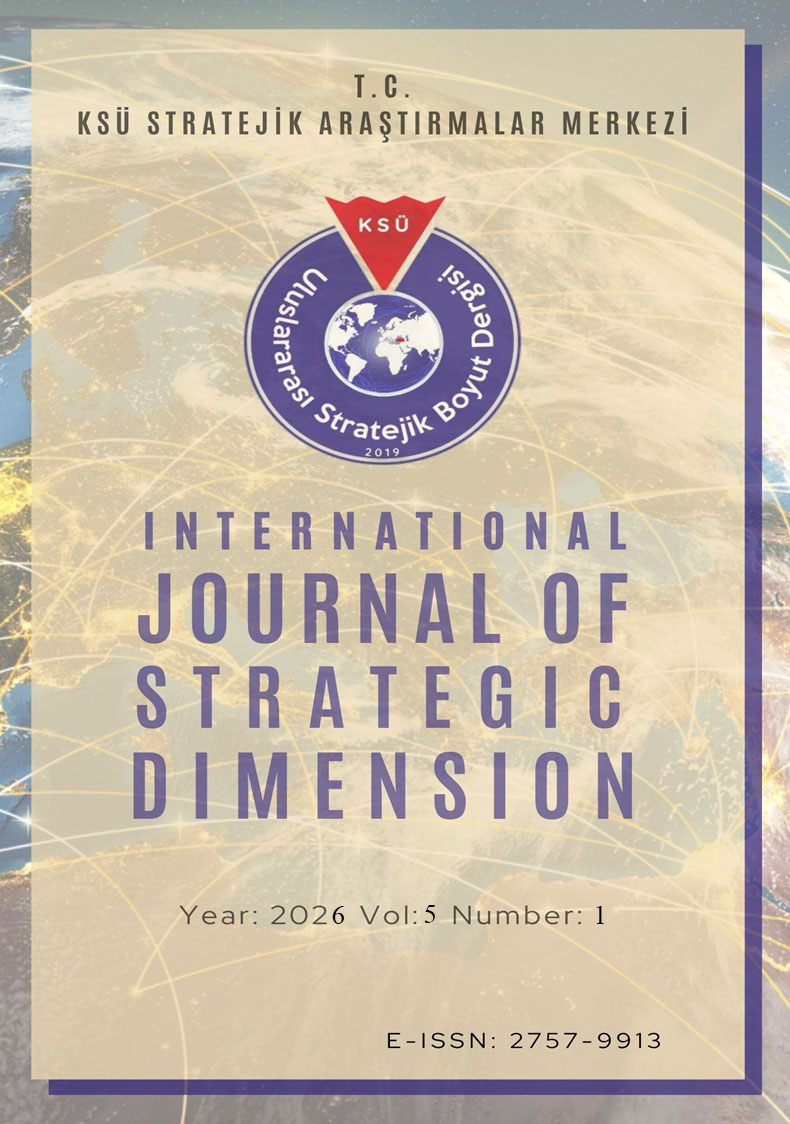 T.C.
KSÜ STRATEJİK ARAŞTIRMALAR MERKEZİ
KSÜ
Uluslararası Stratejik Boyut Dergisi
2019
INTERNATIONAL
JOURNAL OF
STRATEGIC
DIMENSION
Year: 2026 Vol:5 Number: 1
E-ISSN: 2757-9913